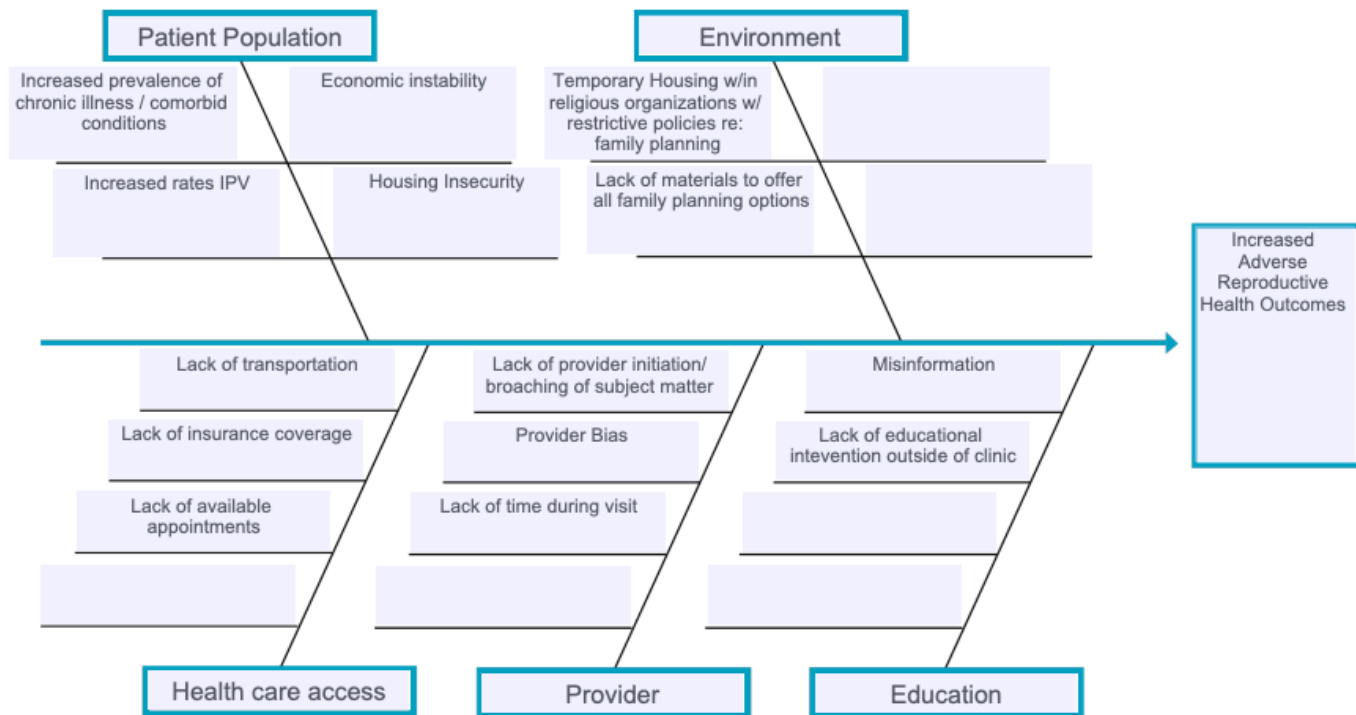 Patient Population
Environment
Increased prevalence of
chronic illness / comorbid
conditions
Economic instability
Temporary Housing w/in
religious organizations w/
restrictive policies re:
family planning
Increased rates IPV
Housing Insecurity
Lack of materials to offer
all family planning options
Increased
Adverse
Reproductive
Health Outcomes
Lack of transportation
Lack of provider initiation/
broaching of subject matter
Misinformation
Lack of insurance coverage
Provider Bias
Lack of educational
intevention outside of clinic
Lack of available
appointments
Lack of time during visit
Health care access
Provider
Education